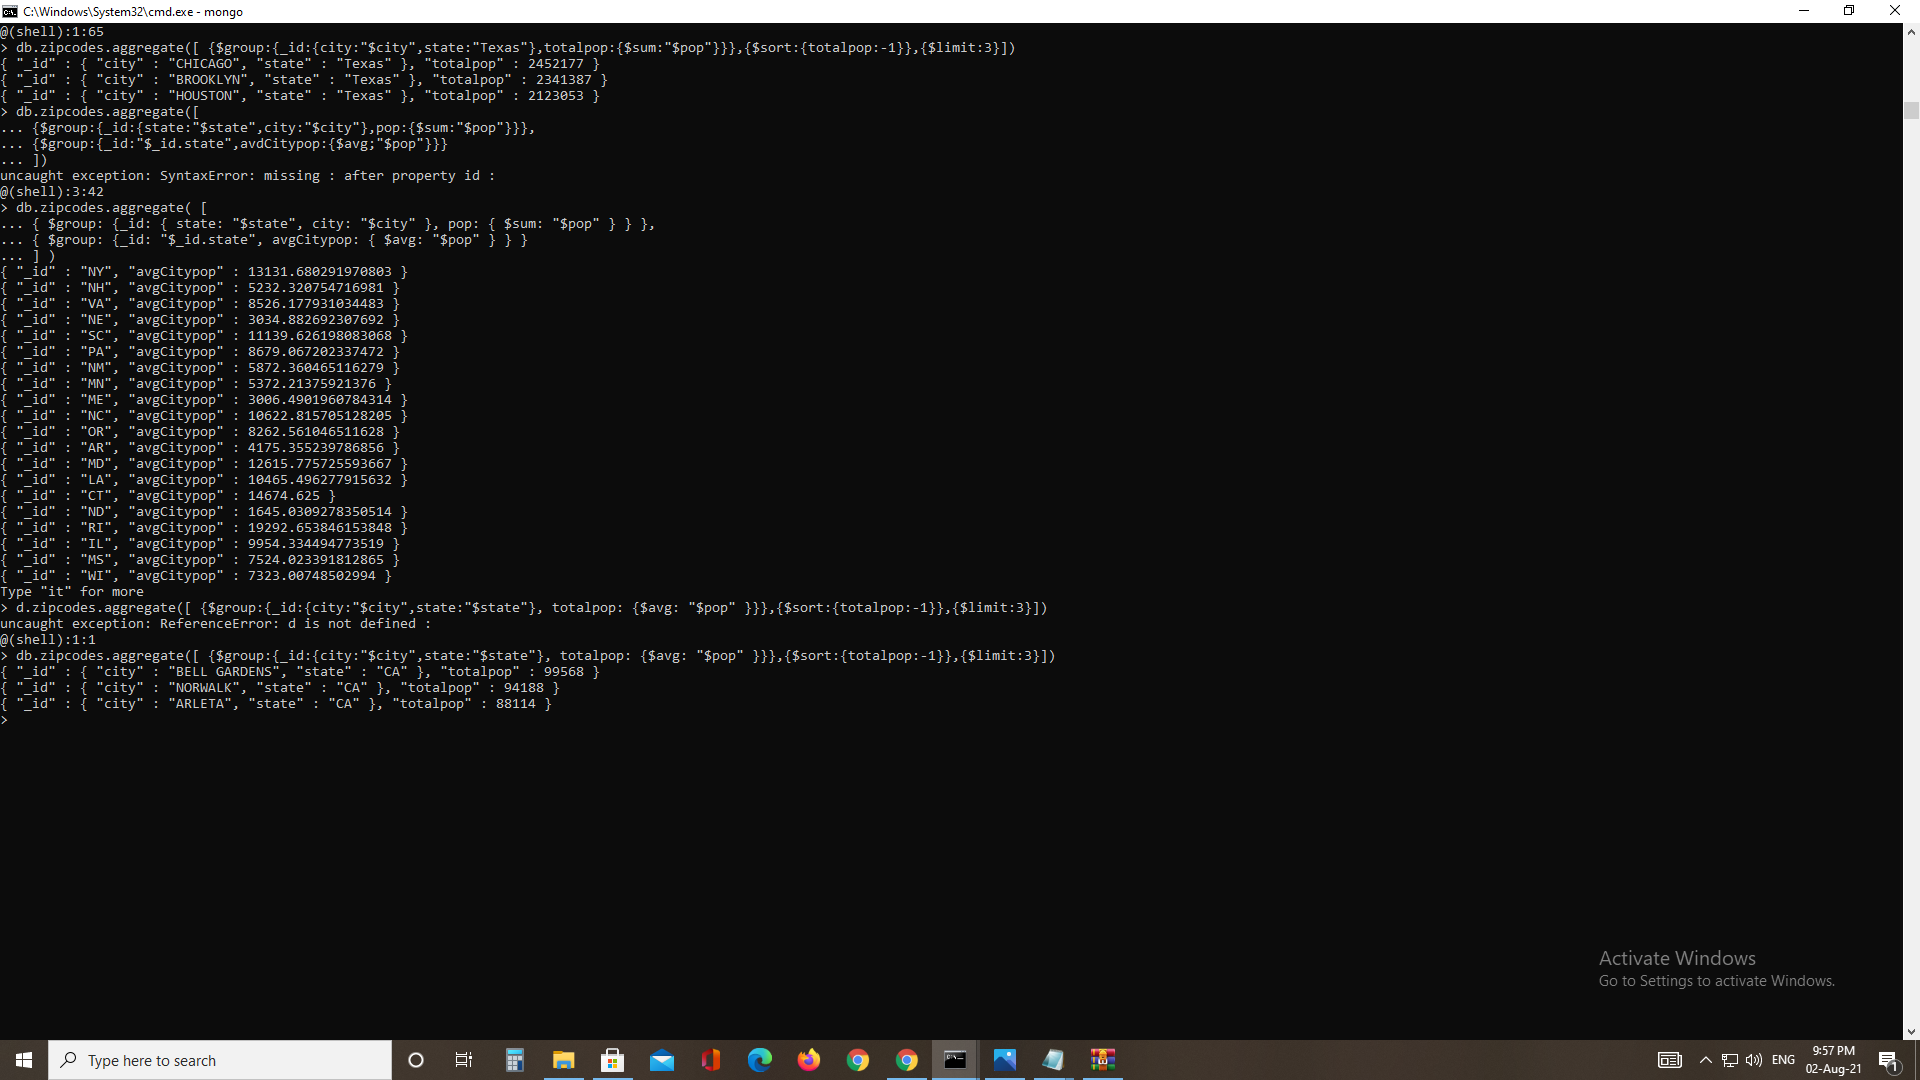 C:\Windows\System32\cmd.exe - mongo
@(shell):1:65
> db.zipcodes.aggregate([ {$group:{_id:{city:"$city",state:"Texas"},totalpop:{$sum:"$pop"}}},{$sort:{totalpop:-1}},{$limit:3}])
{ "_id" : { "city" : "CHICAGO", "state" : "Texas" }, "totalpop" : 2452177 }
{ "_id" : { "city" : "BROOKLYN", "state" : "Texas" }, "totalpop" : 2341387 }
{ "_id" : { "city" : "HOUSTON", "state" : "Texas" }, "totalpop" : 2123053 }
> db.zipcodes.aggregate([
... {$group:{_id:{state:"$state",city:"$city"},pop:{$sum:"$pop"}}},
... {$group:{_id:"$_id.state",avdCitypop:{$avg;"$pop"}}}
... ])
uncaught exception: SyntaxError: missing : after property id :
@(shell):3:42
> db.zipcodes.aggregate( [
... { $group: {_id: { state: "$state", city: "$city" }, pop: { $sum: "$pop" } } },
... { $group: {_id: "$_id.state", avgCitypop: { $avg: "$pop" } } }
... ] )
{ "_id" : "NY", "avgCitypop" : 13131.680291970803 }
{ "_id" : "NH", "avgCitypop" : 5232.320754716981 }
{ "_id" : "VA", "avgCitypop" : 8526.177931034483 }
{ "_id" : "NE", "avgCitypop" : 3034.882692307692 }
{ "_id" : "SC", "avgCitypop" : 11139.626198083068 }
{ "_id" : "PA", "avgCitypop" : 8679.067202337472 }
{ "_id" : "NM", "avgCitypop" : 5872.360465116279 }
{ "_id" : "MN", "avgCitypop" : 5372.21375921376 }
{ "_id" : "ME", "avgCitypop" : 3006.4901960784314 }
{ "_id" : "NC", "avgCitypop" : 10622.815705128205 }
{ "_id" : "OR", "avgCitypop" : 8262.561046511628 }
{ "_id" : "AR", "avgCitypop" : 4175.355239786856 }
{ "_id" : "MD", "avgCitypop" : 12615.775725593667 }
{ "_id" : "LA", "avgCitypop" : 10465.496277915632 }
{ "_id" : "CT", "avgCitypop" : 14674.625 }
{ "_id" : "ND", "avgCitypop" : 1645.0309278350514 }
{ "_id" : "RI", "avgCitypop" : 19292.653846153848 }
{ "_id" : "IL", "avgCitypop" : 9954.334494773519 }
{ "_id" : "MS", "avgCitypop" : 7524.023391812865 }
{ "_id" : "WI", "avgCitypop" : 7323.00748502994 }
Type "it" for more
> d.zipcodes.aggregate([ {$group:{_id:{city:"$city",state:"$state"}, totalpop: {$avg: "$pop" }}},{$sort:{totalpop:-1}},{$limit:3}])
uncaught exception: ReferenceError: d is not defined :
@(shell):1:1
> db.zipcodes.aggregate([ {$group:{_id:{city:"$city",state:"$state"}, totalpop: {$avg: "$pop" }}},{$sort:{totalpop:-1}},{$limit:3}])
{ "_id" : { "city" : "BELL GARDENS", "state" : "CA" }, "totalpop" : 99568 }
{ "_id" : { "city" : "NORWALK", "state" : "CA" }, "totalpop" : 94188 }
{ "_id" : { "city" : "ARLETA", "state" : "CA" }, "totalpop" : 88114 }
>
Activate Windows
Go to Settings to activate Windows.
Type here to search
ENG
9:57 PM
02-Aug-21
1